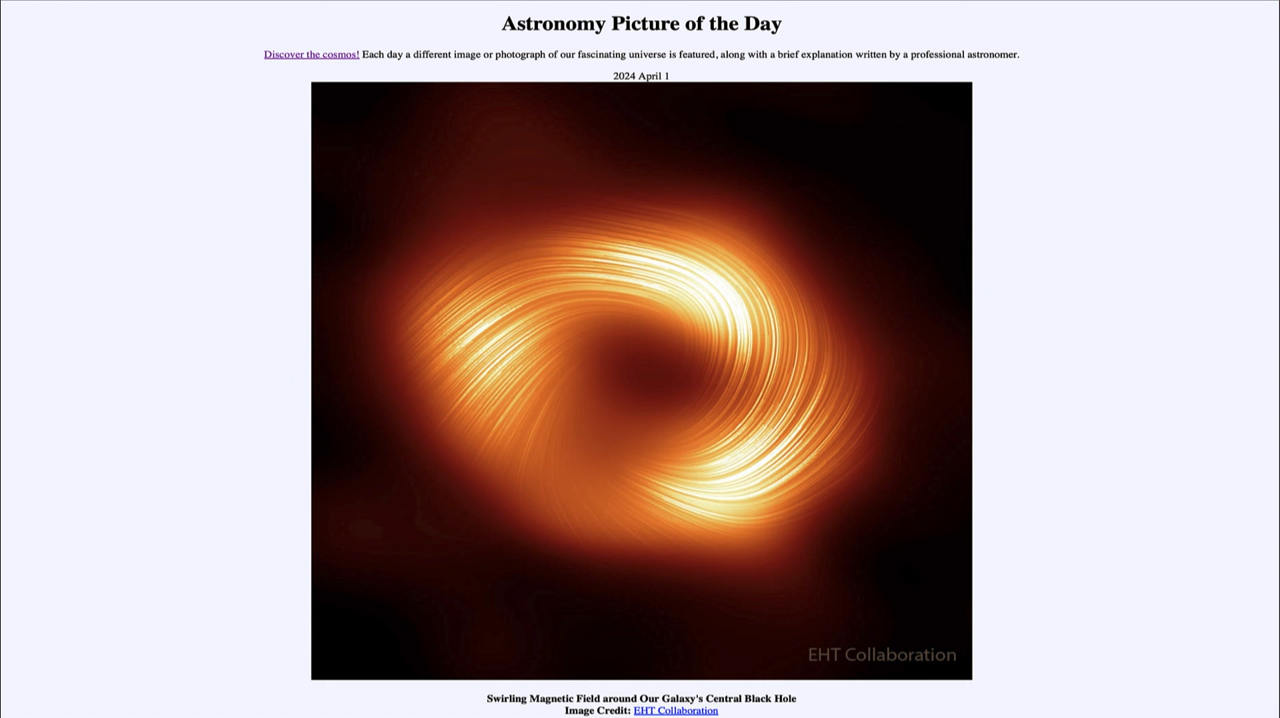 Astronomy Picture of the Day
Discover the cosmos! Each day a different image or photograph of our fascinating universe is featured, along with a brief explanation written by a professional astronomer.
2024 April 1
EHT Collaboration
Swirling Magnetic Field around Our Galaxy's Central Black Hole
Image Credit: EHT Collaboration